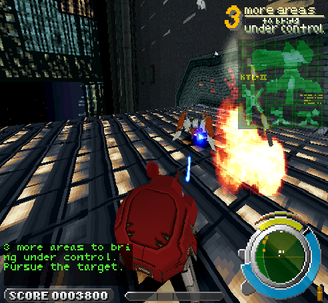 3 more areas
to bring
under control
3 more areas to bri
ng under control.
Pursue the target.
SCORE 0003800